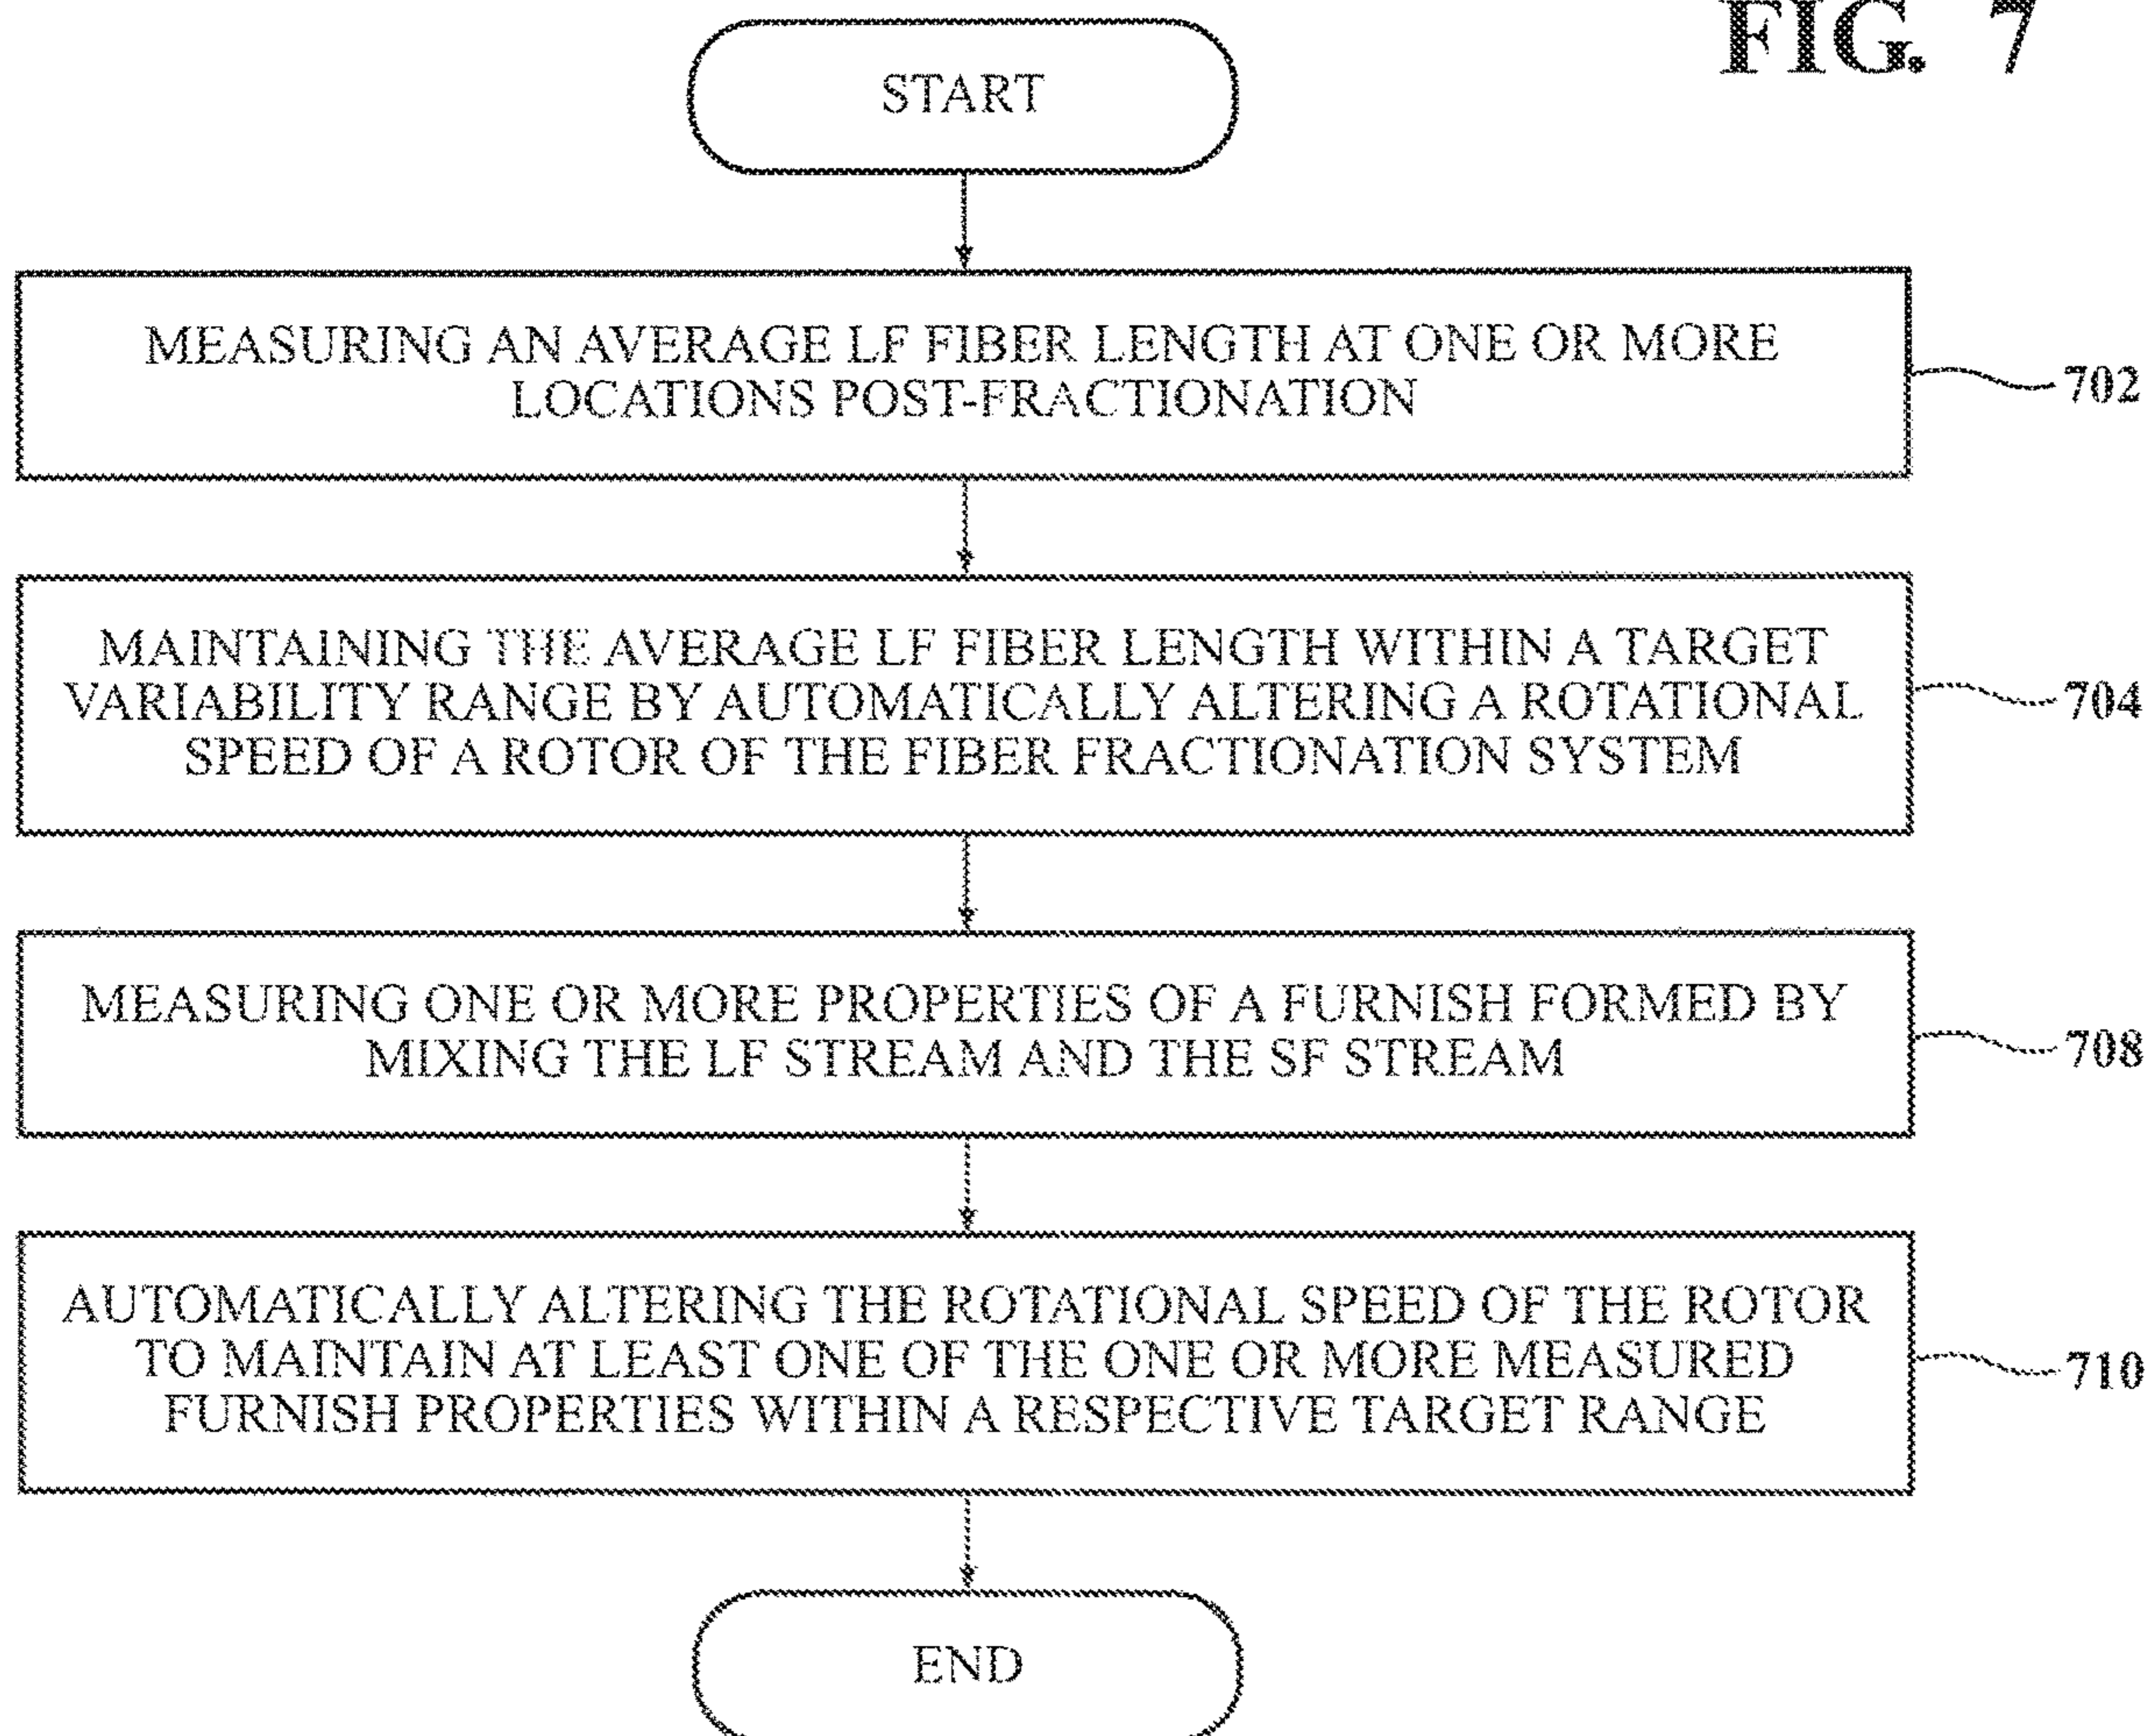 FIG. 7
START
MEASURING AN AVERAGE LF FIBER LENGTH AT ONE OR MORE
LOCATIONS POST-FRACTIONATION
702
MAINTAINING THE AVERAGE LF FIBER LENGTH WITHIN A TARGET
VARIABILITY RANGE BY AUTOMATICALLY ALTERING A ROTATIONAL
SPEED OF A ROTOR OF THE FIBER FRACTIONATION SYSTEM
704
MEASURING ONE OR MORE PROPERTIES OF A FURNISH FORMED BY
MIXING THE LF STREAM AND THE SF STREAM
708
AUTOMATICALLY ALTERING THE ROTATIONAL SPEED OF THE ROTOR
TO MAINTAIN AT LEAST ONE OF THE ONE OR MORE MEASURED
FURNISH PROPERTIES WITHIN A RESPECTIVE TARGET RANGE
710
END